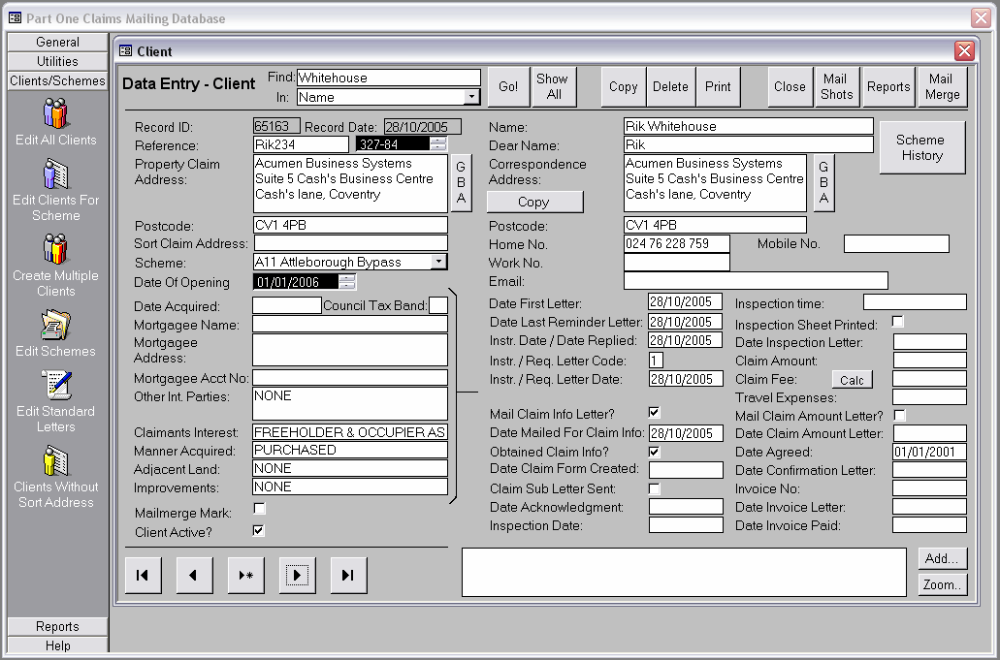 Part One Claims Mailing Database
General
Utilities
Clients/Schemes
Edit All Clients
Edit Clients For
Scheme
Create Multiple
Clients
Edit Schemes
Edit Standard
Letters
Clients Without
Sort Address
Reports
Help
Client
Data Entry - Client
Find: Whitehouse
In: Name
Go!
Show
All
Copy
Delete
Print
Close
Mail
Shots
Reports
Mail
Merge
Record ID: 65163 Record Date: 28/10/2005
Reference: Rik234 327-84
Property Claim
Address:
Acumen Business Systems
Suite 5 Cash's Business Centre
Cash's lane, Coventry
G
B
A
Postcode: CV1 4PB
Sort Claim Address:
Scheme: A11 Attleborough Bypass
Date Of Opening 01/01/2006
Date Acquired: Council Tax Band:
Mortgagee Name:
Mortgagee
Address:
Mortgagee Acct No:
Other Int. Parties: NONE
Claimants Interest: FREEHOLDER & OCCUPIER AS
Manner Acquired: PURCHASED
Adjacent Land: NONE
Improvements: NONE
Mailmerge Mark:
Client Active?
Name: Rik Whitehouse
Dear Name: Rik
Scheme
History
Correspondence
Address:
Copy
Acumen Business Systems
Suite 5 Cash's Business Centre
Cash's lane, Coventry
G
B
A
Postcode: CV1 4PB
Home No. 024 76 228 759 Mobile No.
Work No.
Email:
Date First Letter: 28/10/2005
Date Last Reminder Letter: 28/10/2005
Instr. Date / Date Replied: 28/10/2005
Instr. / Req. Letter Code: 1
Instr. / Req. Letter Date: 28/10/2005
Mail Claim Info Letter?
Date Mailed For Claim Info: 28/10/2005
Obtained Claim Info?
Date Claim Form Created:
Claim Sub Letter Sent:
Date Acknowledgment:
Inspection Date:
Inspection time:
Inspection Sheet Printed:
Date Inspection Letter:
Claim Amount:
Claim Fee: Calc
Travel Expenses:
Mail Claim Amount Letter?
Date Claim Amount Letter:
Date Agreed: 01/01/2001
Date Confirmation Letter:
Invoice No:
Date Invoice Letter:
Date Invoice Paid:
Add...
Zoom..